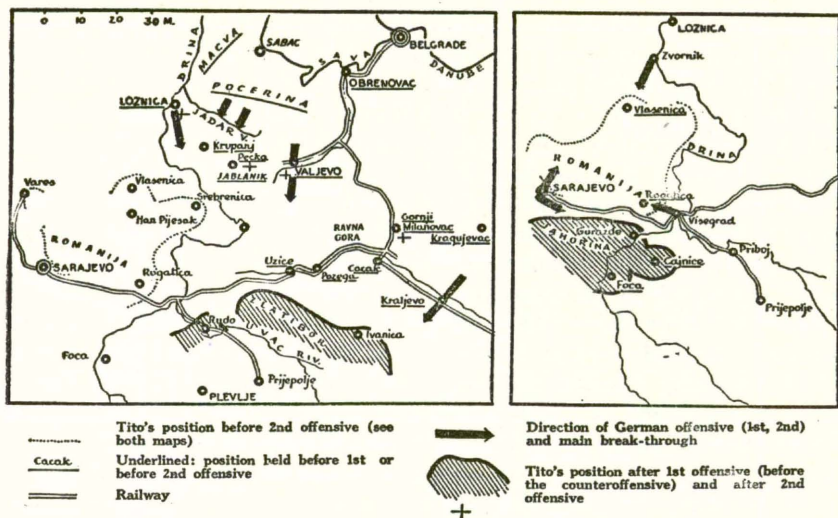 0 10 20 30 M.
SABAC
BELGRADE
SAVA
DANUBE
DRINA
MACVA
OBRENOVAC
POCERINA
LOZNICA
JADAR V.
Krupanj
Pecka
JABLANIK
VALJEVO
Vares
Vlasenica
Srebrenica
Han Pijesak
ROMANIJA
RAVNA
GORA
Gornji
Milanovac
Kragujevac
SARAJEVO
Rogatica
Uzice
Pozega
Cacak
Kraljevo
ZLATIBOR
Rudo
UVAC RIV.
Ivanica
Foca
Prijepolje
PLEVLJE
LOZNICA
Zvornik
Vlasenica
DRINA
ROMANIJA
SARAJEVO
Rogatica
Visegrad
Gorazde
JAHORINA
Priboj
Cajnice
Foca
Prijepolje
Tito's position before 2nd offensive (see
both maps)
Cacak
Underlined: position held before 1st or
before 2nd offensive
Railway
Direction of German offensive (1st, 2nd)
and main break-through
Tito's position after 1st offensive (before
the counteroffensive) and after 2nd
offensive